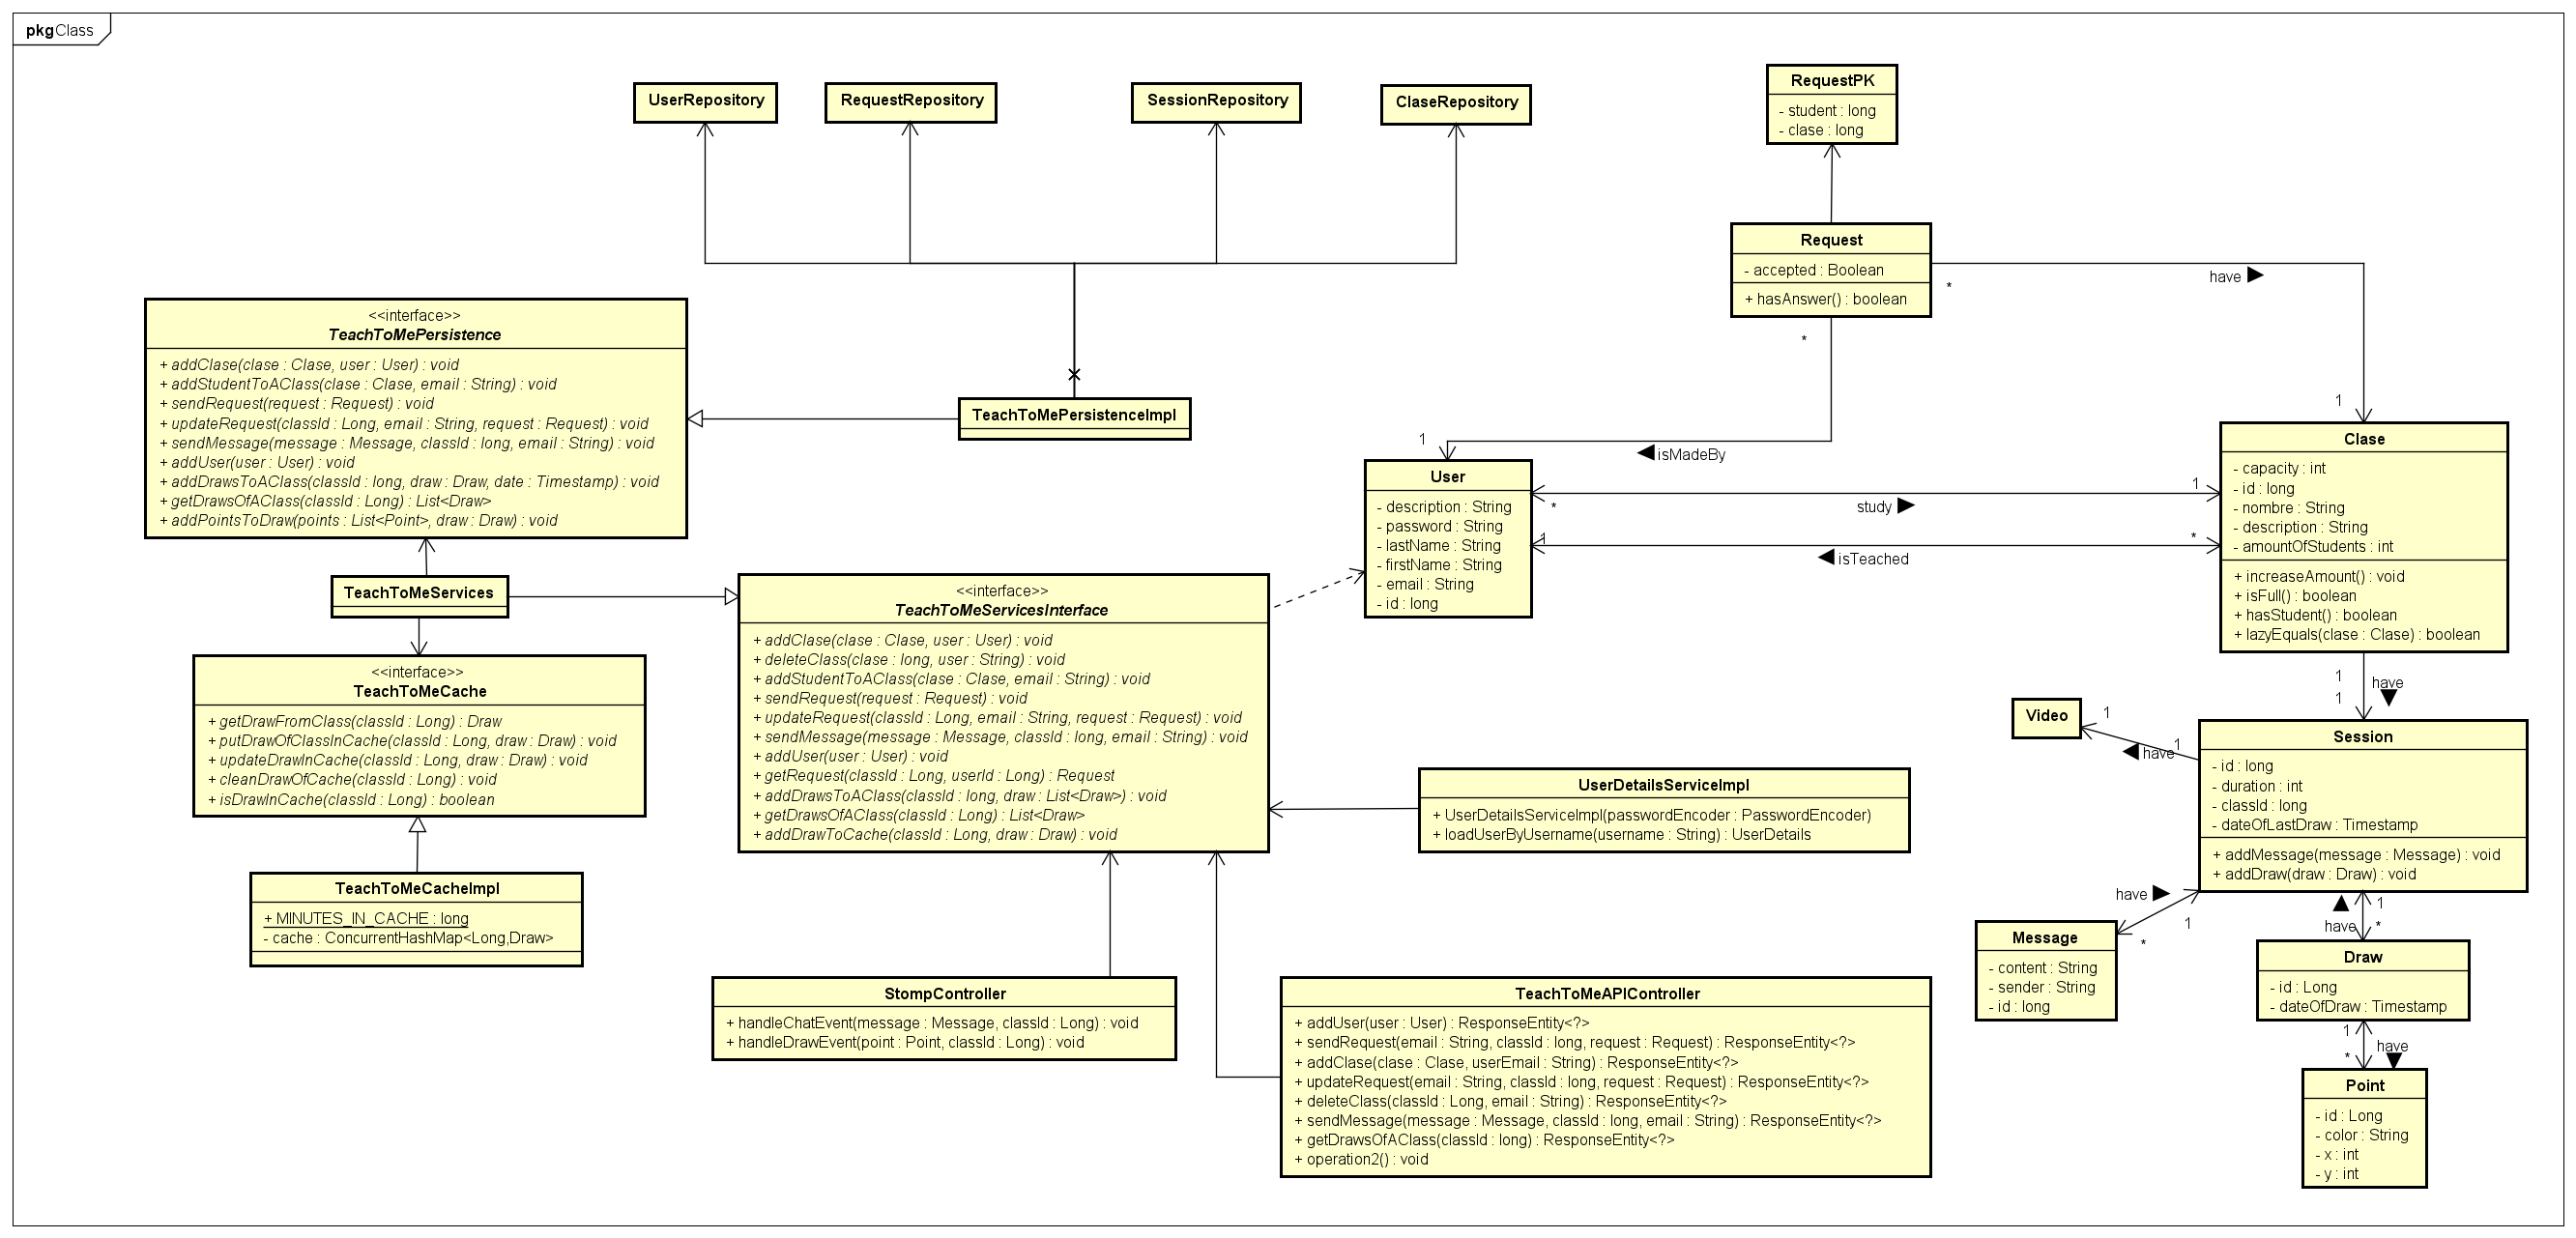 pkg Class
UserRepository
RequestRepository
SessionRepository
ClaseRepository
RequestPK
- student : long
- clase : long
Request
- accepted : Boolean
+ hasAnswer() : boolean
*
have
*
1
1
isMadeBy
<<interface>>
TeachToMePersistence
+ addClase(clase : Clase, user : User) : void
+ addStudentToAClass(clase : Clase, email : String) : void
+ sendRequest(request : Request) : void
+ updateRequest(classId : Long, email : String, request : Request) : void
+ sendMessage(message : Message, classId : long, email : String) : void
+ addUser(user : User) : void
+ addDrawsToAClass(classId : long, draw : Draw, date : Timestamp) : void
+ getDrawsOfAClass(classId : Long) : List<Draw>
+ addPointsToDraw(points : List<Point>, draw : Draw) : void
TeachToMePersistenceImpl
User
- description : String
- password : String
- lastName : String
- firstName : String
- email : String
- id : long
*
study
1
1
isTeached
*
Clase
- capacity : int
- id : long
- nombre : String
- description : String
- amountOfStudents : int
+ increaseAmount() : void
+ isFull() : boolean
+ hasStudent() : boolean
+ lazyEquals(clase : Clase) : boolean
TeachToMeServices
<<interface>>
TeachToMeCache
+ getDrawFromClass(classId : Long) : Draw
+ putDrawOfClassInCache(classId : Long, draw : Draw) : void
+ updateDrawInCache(classId : Long, draw : Draw) : void
+ cleanDrawOfCache(classId : Long) : void
+ isDrawInCache(classId : Long) : boolean
TeachToMeCacheImpl
+ MINUTES_IN_CACHE : long
- cache : ConcurrentHashMap<Long,Draw>
<<interface>>
TeachToMeServicesInterface
+ addClase(clase : Clase, user : User) : void
+ deleteClass(clase : long, user : String) : void
+ addStudentToAClass(clase : Clase, email : String) : void
+ sendRequest(request : Request) : void
+ updateRequest(classId : Long, email : String, request : Request) : void
+ sendMessage(message : Message, classId : long, email : String) : void
+ addUser(user : User) : void
+ getRequest(classId : Long, userId : Long) : Request
+ addDrawsToAClass(classId : long, draw : List<Draw>) : void
+ getDrawsOfAClass(classId : Long) : List<Draw>
+ addDrawToCache(classId : Long, draw : Draw) : void
UserDetailsServiceImpl
+ UserDetailsServiceImpl(passwordEncoder : PasswordEncoder)
+ loadUserByUsername(username : String) : UserDetails
1
have
1
Video
1
have
1
Session
- id : long
- duration : int
- classId : long
- dateOfLastDraw : Timestamp
+ addMessage(message : Message) : void
+ addDraw(draw : Draw) : void
have
1
*
1
have
*
Message
- content : String
- sender : String
- id : long
Draw
- id : Long
- dateOfDraw : Timestamp
1
have
*
Point
- id : Long
- color : String
- x : int
- y : int
StompController
+ handleChatEvent(message : Message, classId : Long) : void
+ handleDrawEvent(point : Point, classId : Long) : void
TeachToMeAPIController
+ addUser(user : User) : ResponseEntity<?>
+ sendRequest(email : String, classId : long, request : Request) : ResponseEntity<?>
+ addClase(clase : Clase, userEmail : String) : ResponseEntity<?>
+ updateRequest(email : String, classId : long, request : Request) : ResponseEntity<?>
+ deleteClass(classId : Long, email : String) : ResponseEntity<?>
+ sendMessage(message : Message, classId : long, email : String) : ResponseEntity<?>
+ getDrawsOfAClass(classId : long) : ResponseEntity<?>
+ operation2() : void